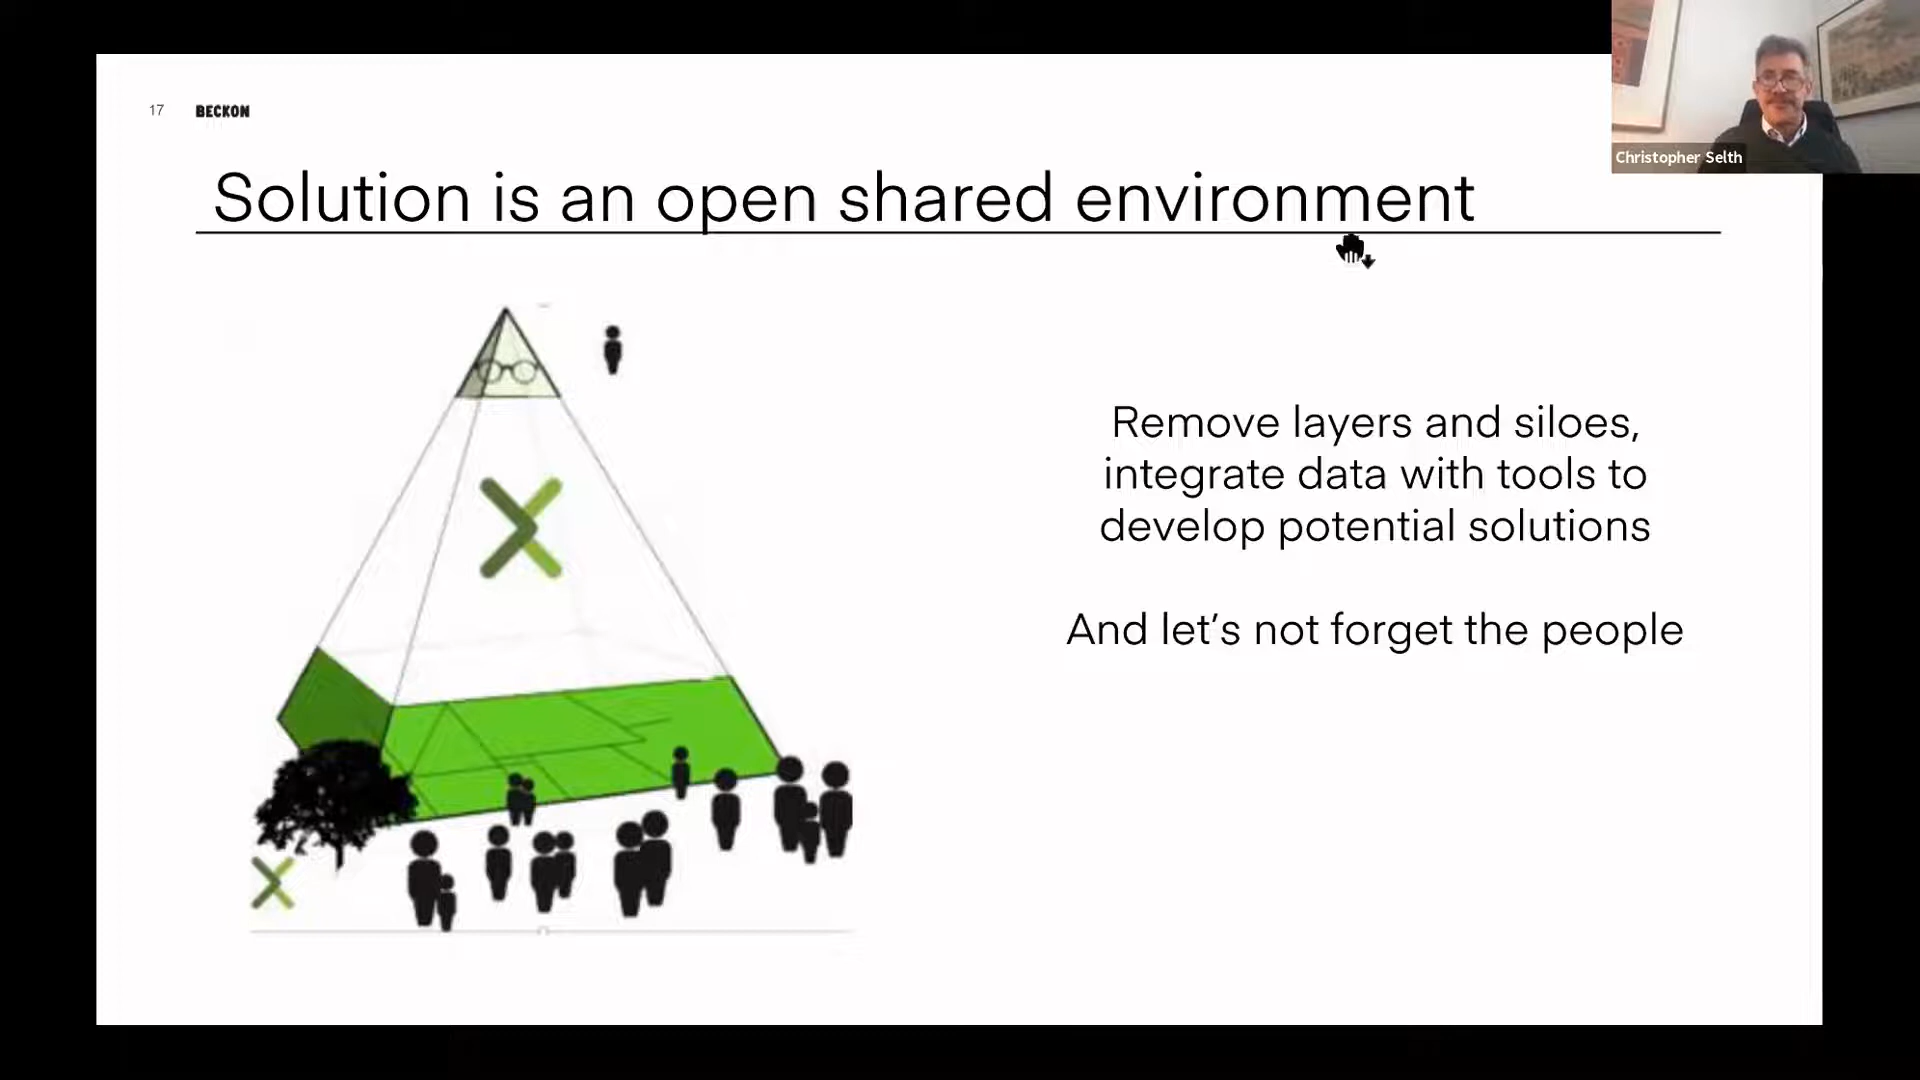 17 BECKON
Christopher Selth
Solution is an open shared environment
Remove layers and siloes,
integrate data with tools to
develop potential solutions
And let's not forget the people